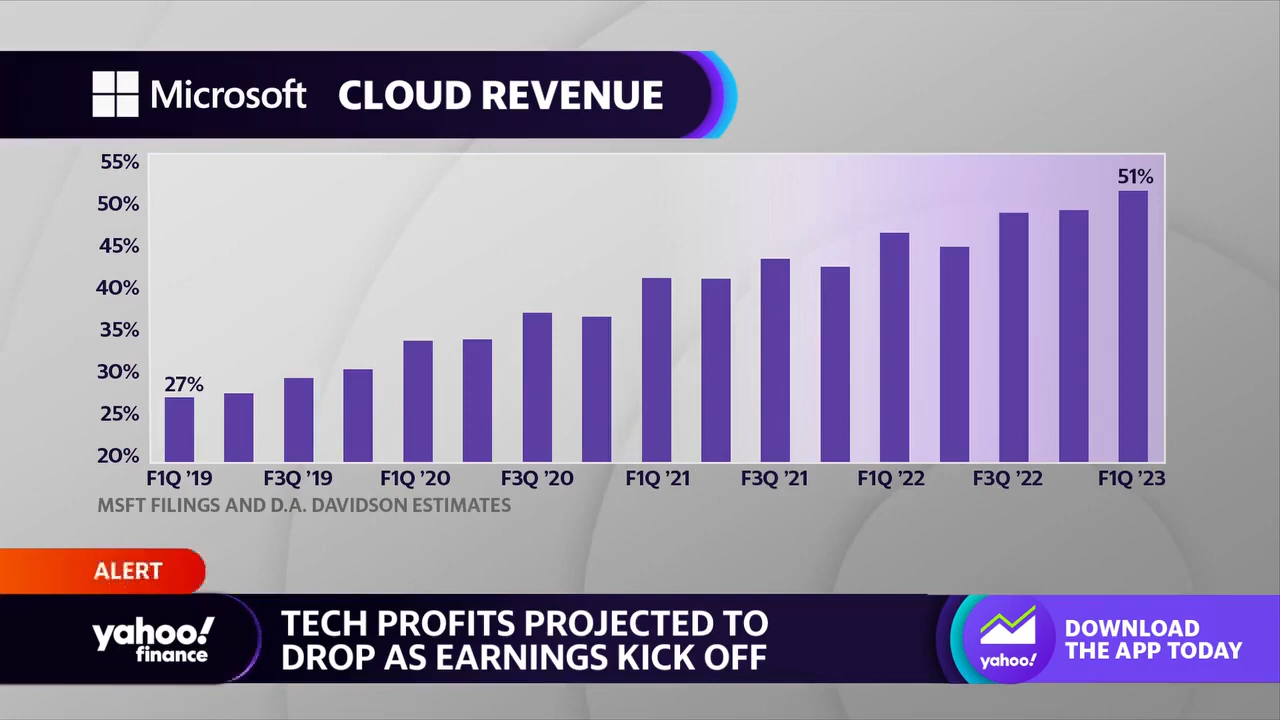 Microsoft CLOUD REVENUE
55%
50%
45%
40%
35%
30%
25%
20%
27%
51%
F1Q '19 F3Q '19 F1Q '20 F3Q '20 F1Q '21 F3Q '21 F1Q '22 F3Q '22 F1Q '23
MSFT FILINGS AND D.A. DAVIDSON ESTIMATES
ALERT
yahoo!
finance
TECH PROFITS PROJECTED TO
DROP AS EARNINGS KICK OFF
yahoo!
DOWNLOAD
THE APP TODAY